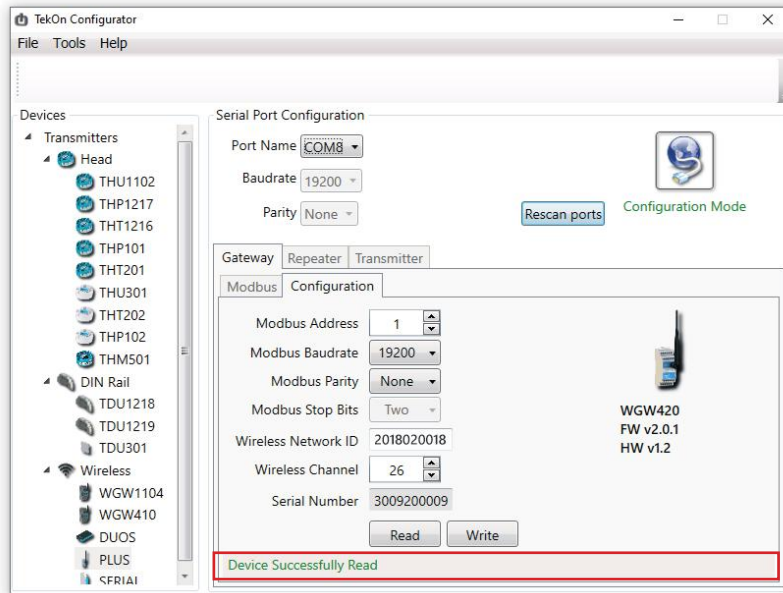 TekOn Configurator
File Tools Help
Devices
Transmitters
Head
THU1102
THP1217
THT1216
THP101
THT201
THU301
THT202
THP102
THM501
DIN Rail
TDU1218
TDU1219
TDU301
Wireless
WGW1104
WGW410
DUOS
PLUS
SERIAL
Serial Port Configuration
Port Name COM8
Baudrate 19200
Parity None
Rescan ports
Configuration Mode
Gateway Repeater Transmitter
Modbus Configuration
Modbus Address 1
Modbus Baudrate 19200
Modbus Parity None
Modbus Stop Bits Two
Wireless Network ID 2018020018
Wireless Channel 26
Serial Number 3009200009
WGW420
FW v2.0.1
HW v1.2
Read Write
Device Successfully Read